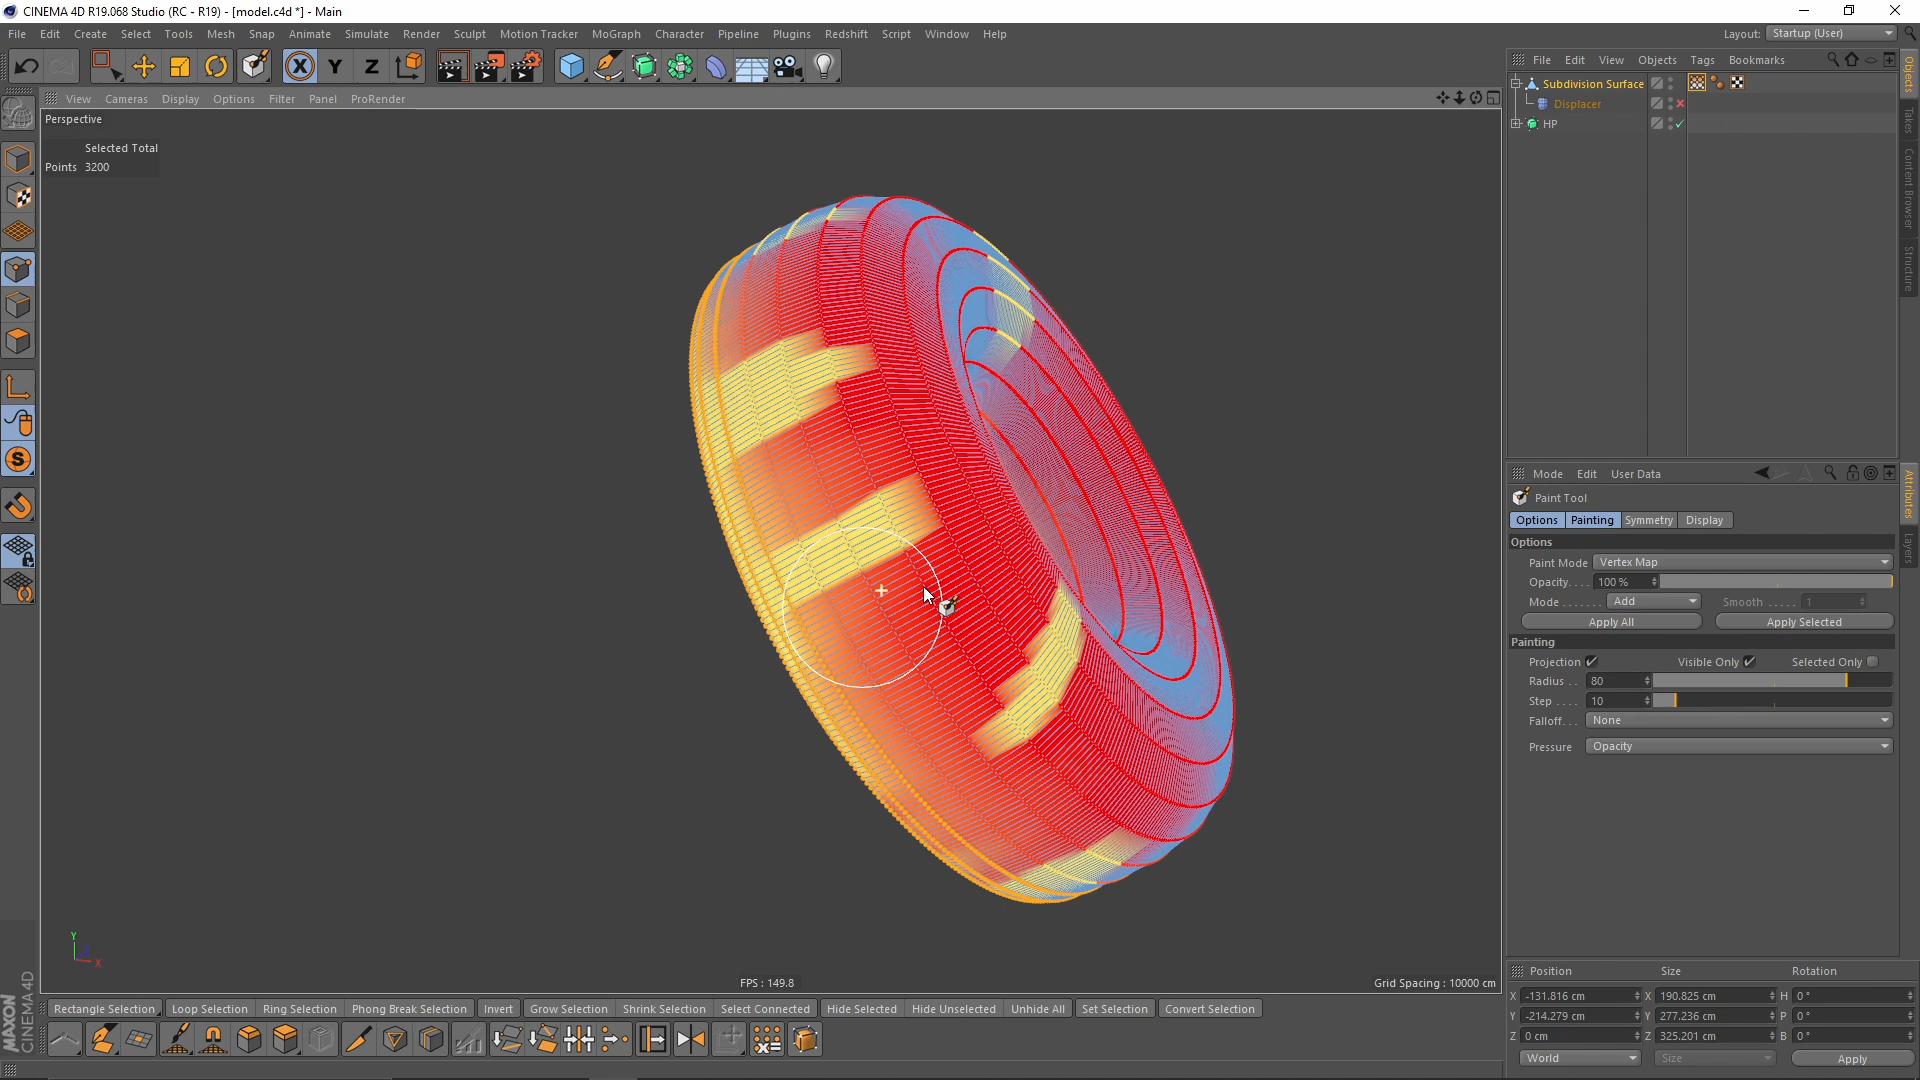 CINEMA 4D R19.068 Studio (RC - R19) - [model.c4d *] - Main
File Edit Create Select Tools Mesh Snap Animate Simulate Render Sculpt Motion Tracker MoGraph Character Pipeline Plugins Redshift Script Window Help
Layout: Startup (User)
X Y Z
View Cameras Display Options Filter Panel ProRender
Perspective
Selected Total
Points 3200
File Edit View Objects Tags Bookmarks
Subdivision Surface
Displacer
HP
Objects
Takes
Content Browser
Structure
Mode Edit User Data
Paint Tool
Options Painting Symmetry Display
Options
Paint Mode Vertex Map
Opacity.... 100 %
Mode....... Add Smooth ..... 1
Apply All Apply Selected
Painting
Projection Visible Only Selected Only
Radius .. 80
Step .... 10
Falloff... None
Pressure Opacity
Attributes
Layers
S
Y
X
FPS : 149.8
Grid Spacing : 10000 cm
Position Size Rotation
X -131.816 cm X 190.825 cm H 0 °
Y -214.279 cm Y 277.236 cm P 0 °
Z 0 cm Z 325.201 cm B 0 °
World Size Apply
Rectangle Selection Loop Selection Ring Selection Phong Break Selection Invert Grow Selection Shrink Selection Select Connected Hide Selected Hide Unselected Unhide All Set Selection Convert Selection
MAXON
CINEMA 4D